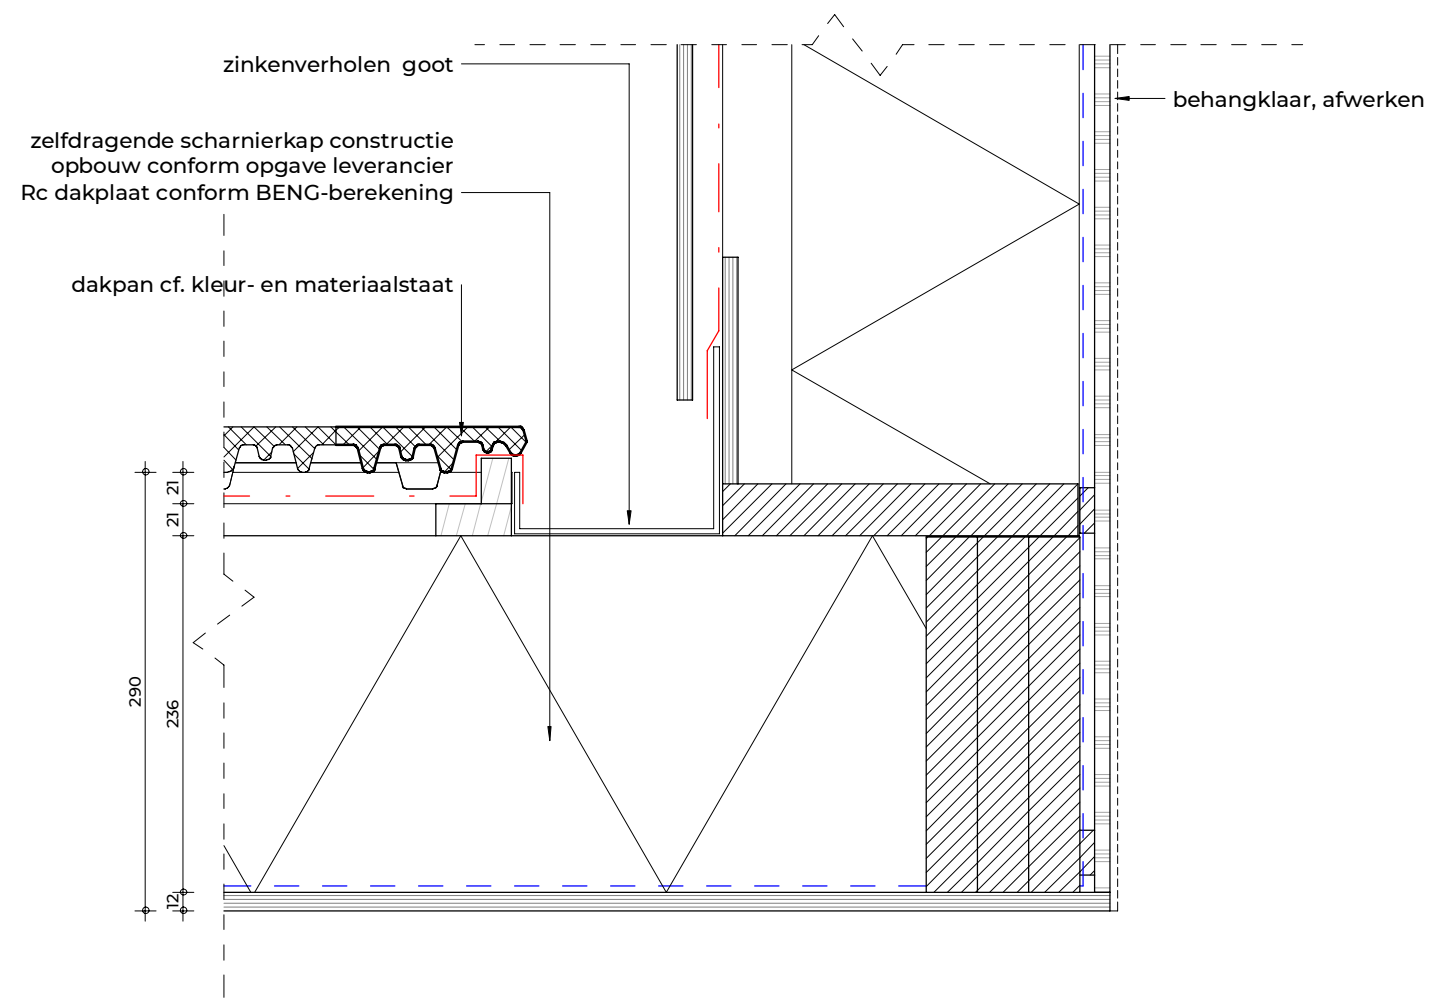 zinkenverholen goot
behangklaar, afwerken
zelfdragende scharnierkap constructie
opbouw conform opgave leverancier
Rc dakplaat conform BENG-berekening
dakpan cf. kleur- en materiaalstaat
21
21
290
236
12